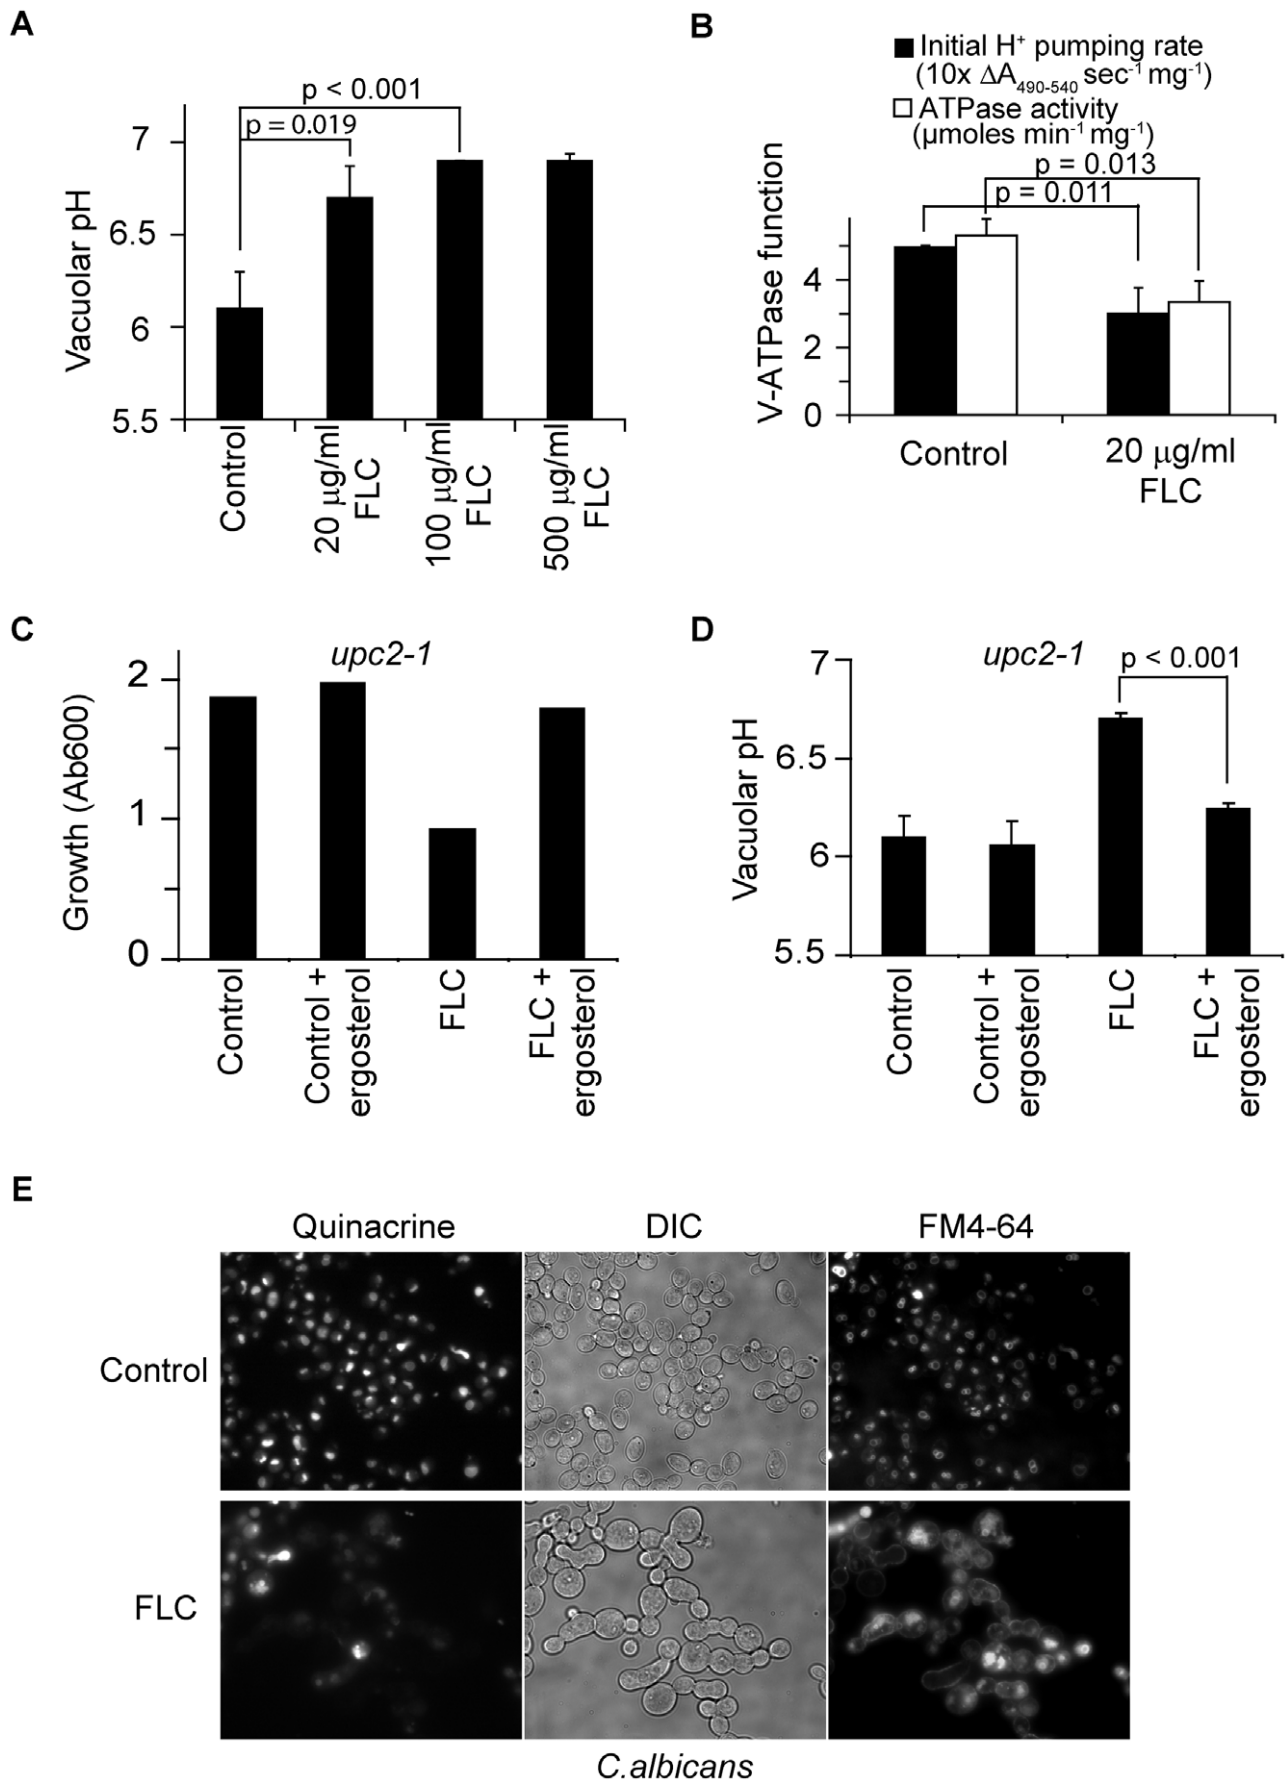 A
p < 0.001
p = 0.019
Vacuolar pH
7
6.5
6
5.5
Control
20 µg/ml
FLC
100 µg/ml
FLC
500 µg/ml
FLC
B
Initial H⁺ pumping rate
(10x ΔA₄₉₀₋₅₄₀ sec⁻¹ mg⁻¹)
ATPase activity
(µmoles min⁻¹ mg⁻¹)
p = 0.013
p = 0.011
V-ATPase function
4
2
0
Control
20 µg/ml
FLC
C
upc2-1
Growth (Ab600)
2
1
0
Control
Control +
ergosterol
FLC
FLC +
ergosterol
D
upc2-1
p < 0.001
Vacuolar pH
7
6.5
6
5.5
Control
Control +
ergosterol
FLC
FLC +
ergosterol
E
Quinacrine DIC FM4-64
Control
FLC
C.albicans